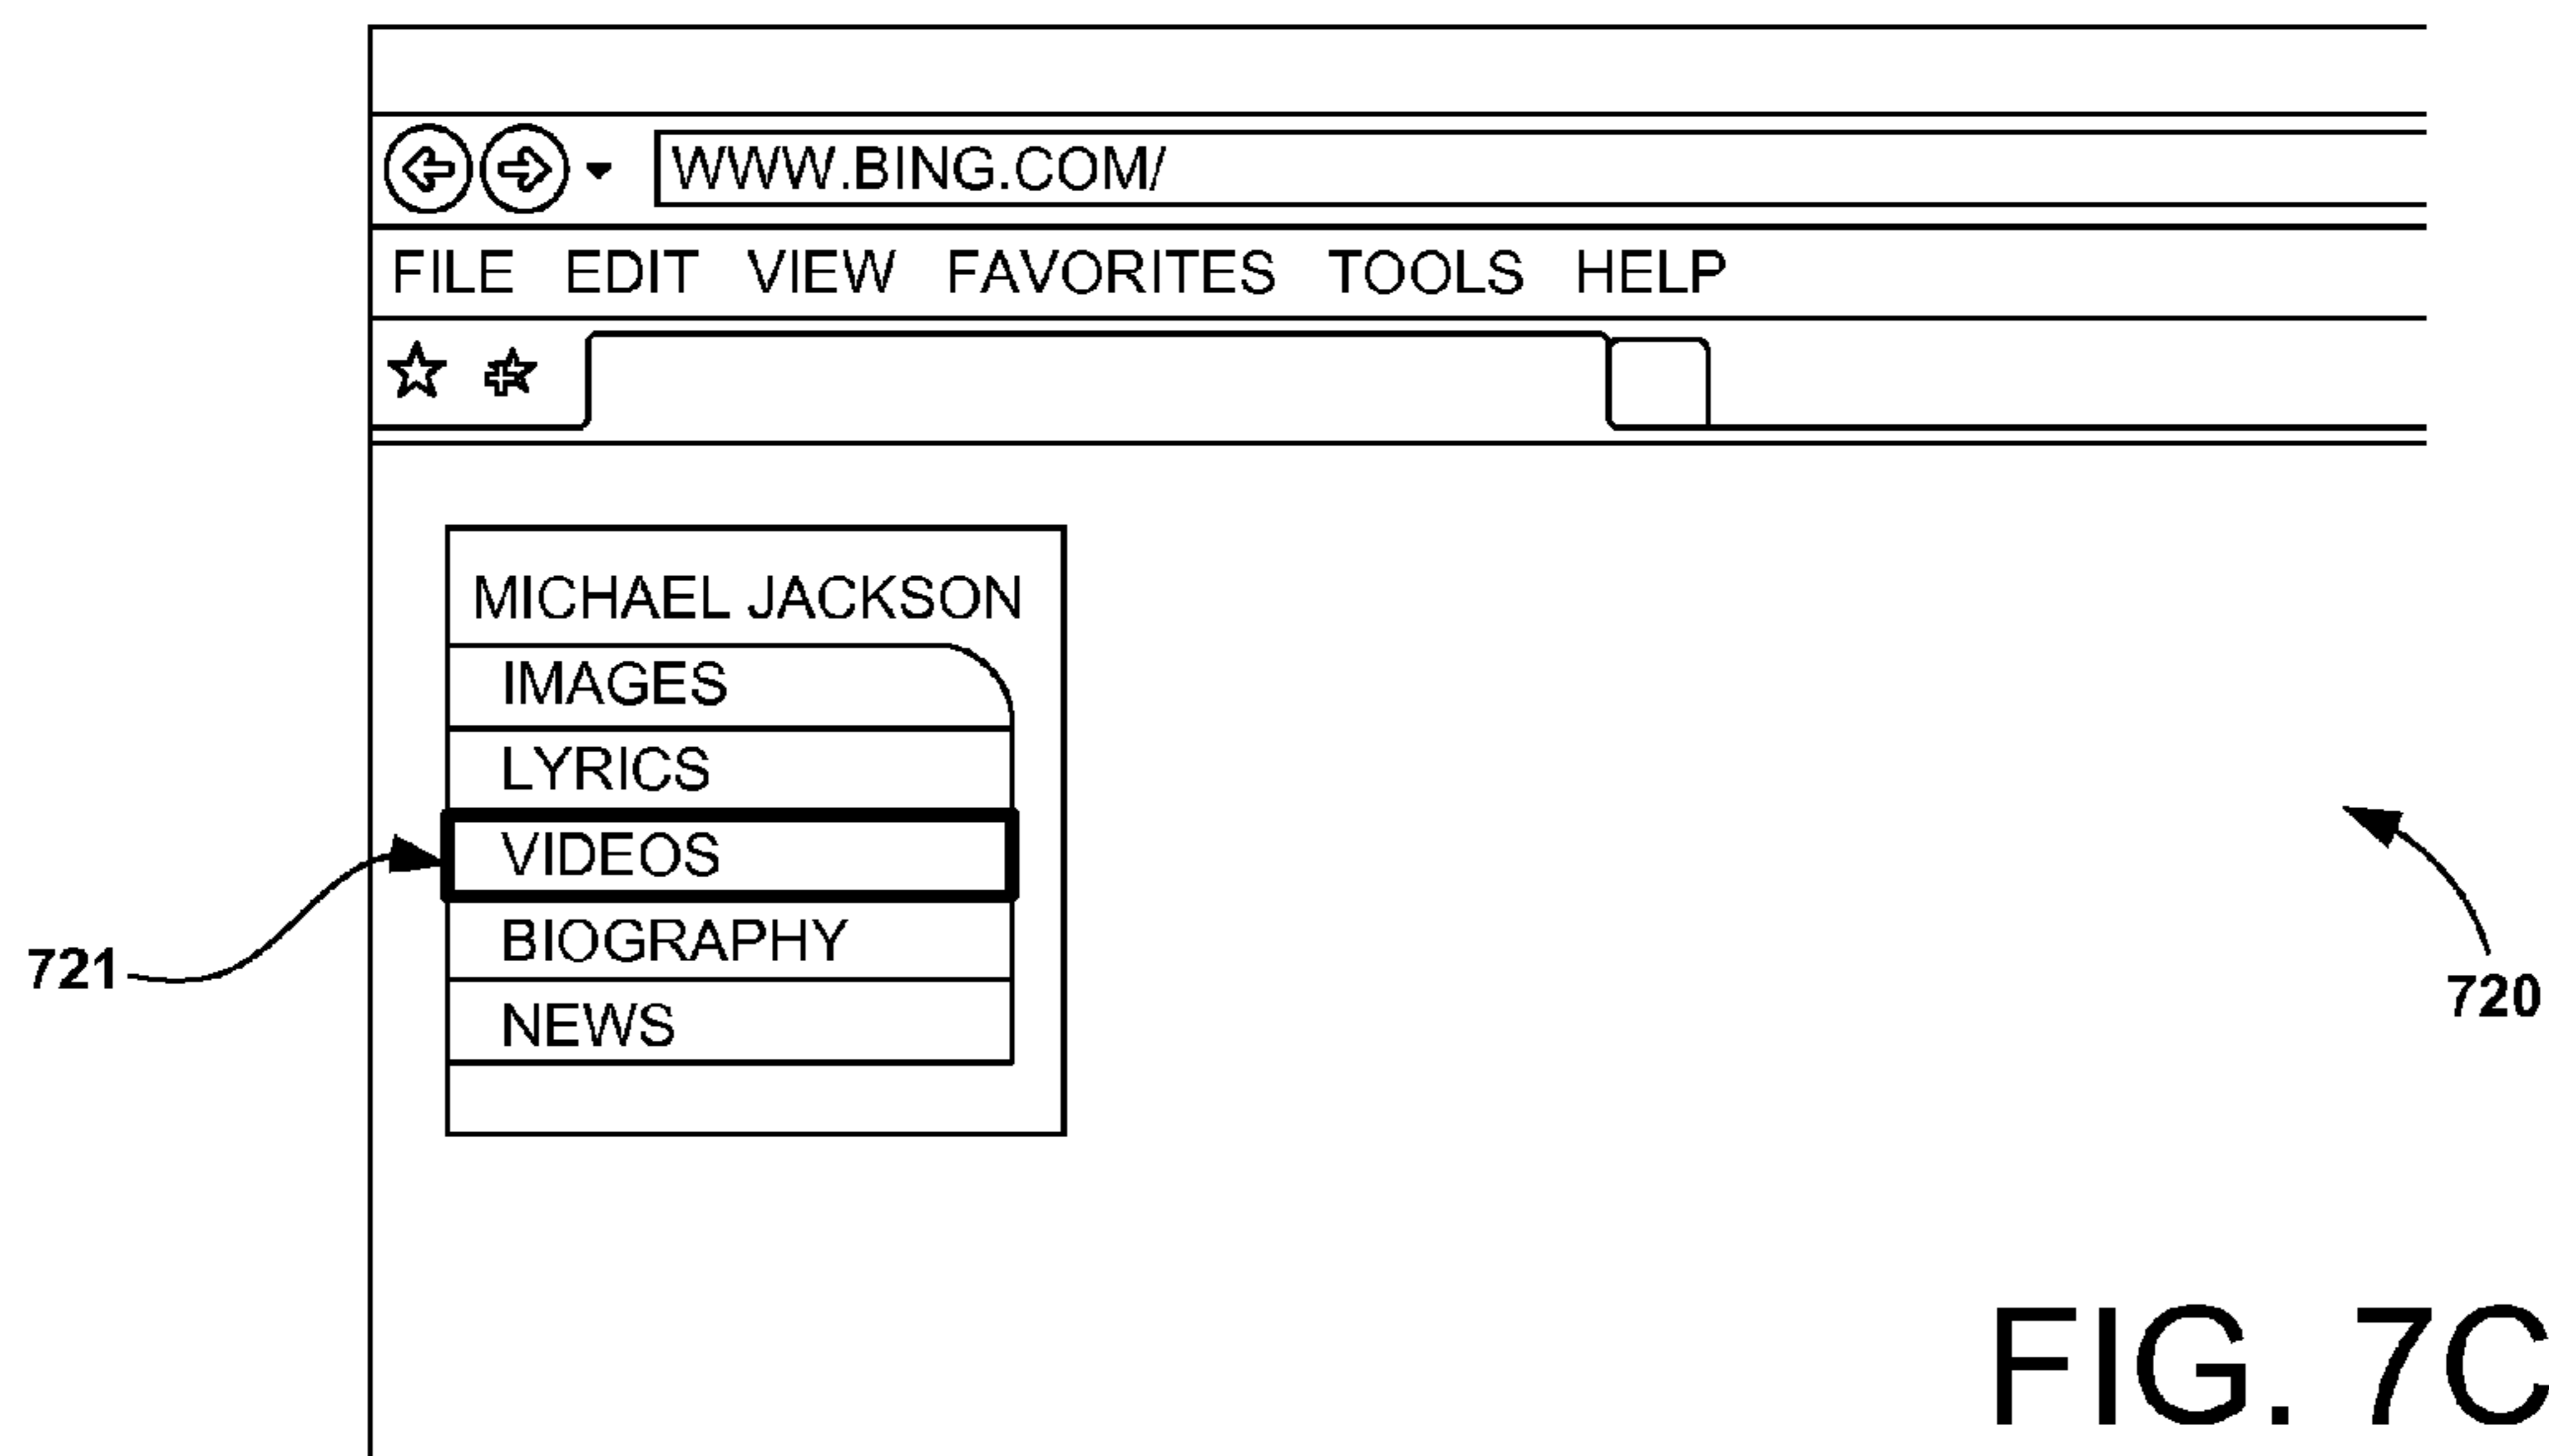 WWW.BING.COM/
FILE EDIT VIEW FAVORITES TOOLS HELP
MICHAEL JACKSON
IMAGES
LYRICS
VIDEOS
BIOGRAPHY
NEWS
721
720
FIG. 7C